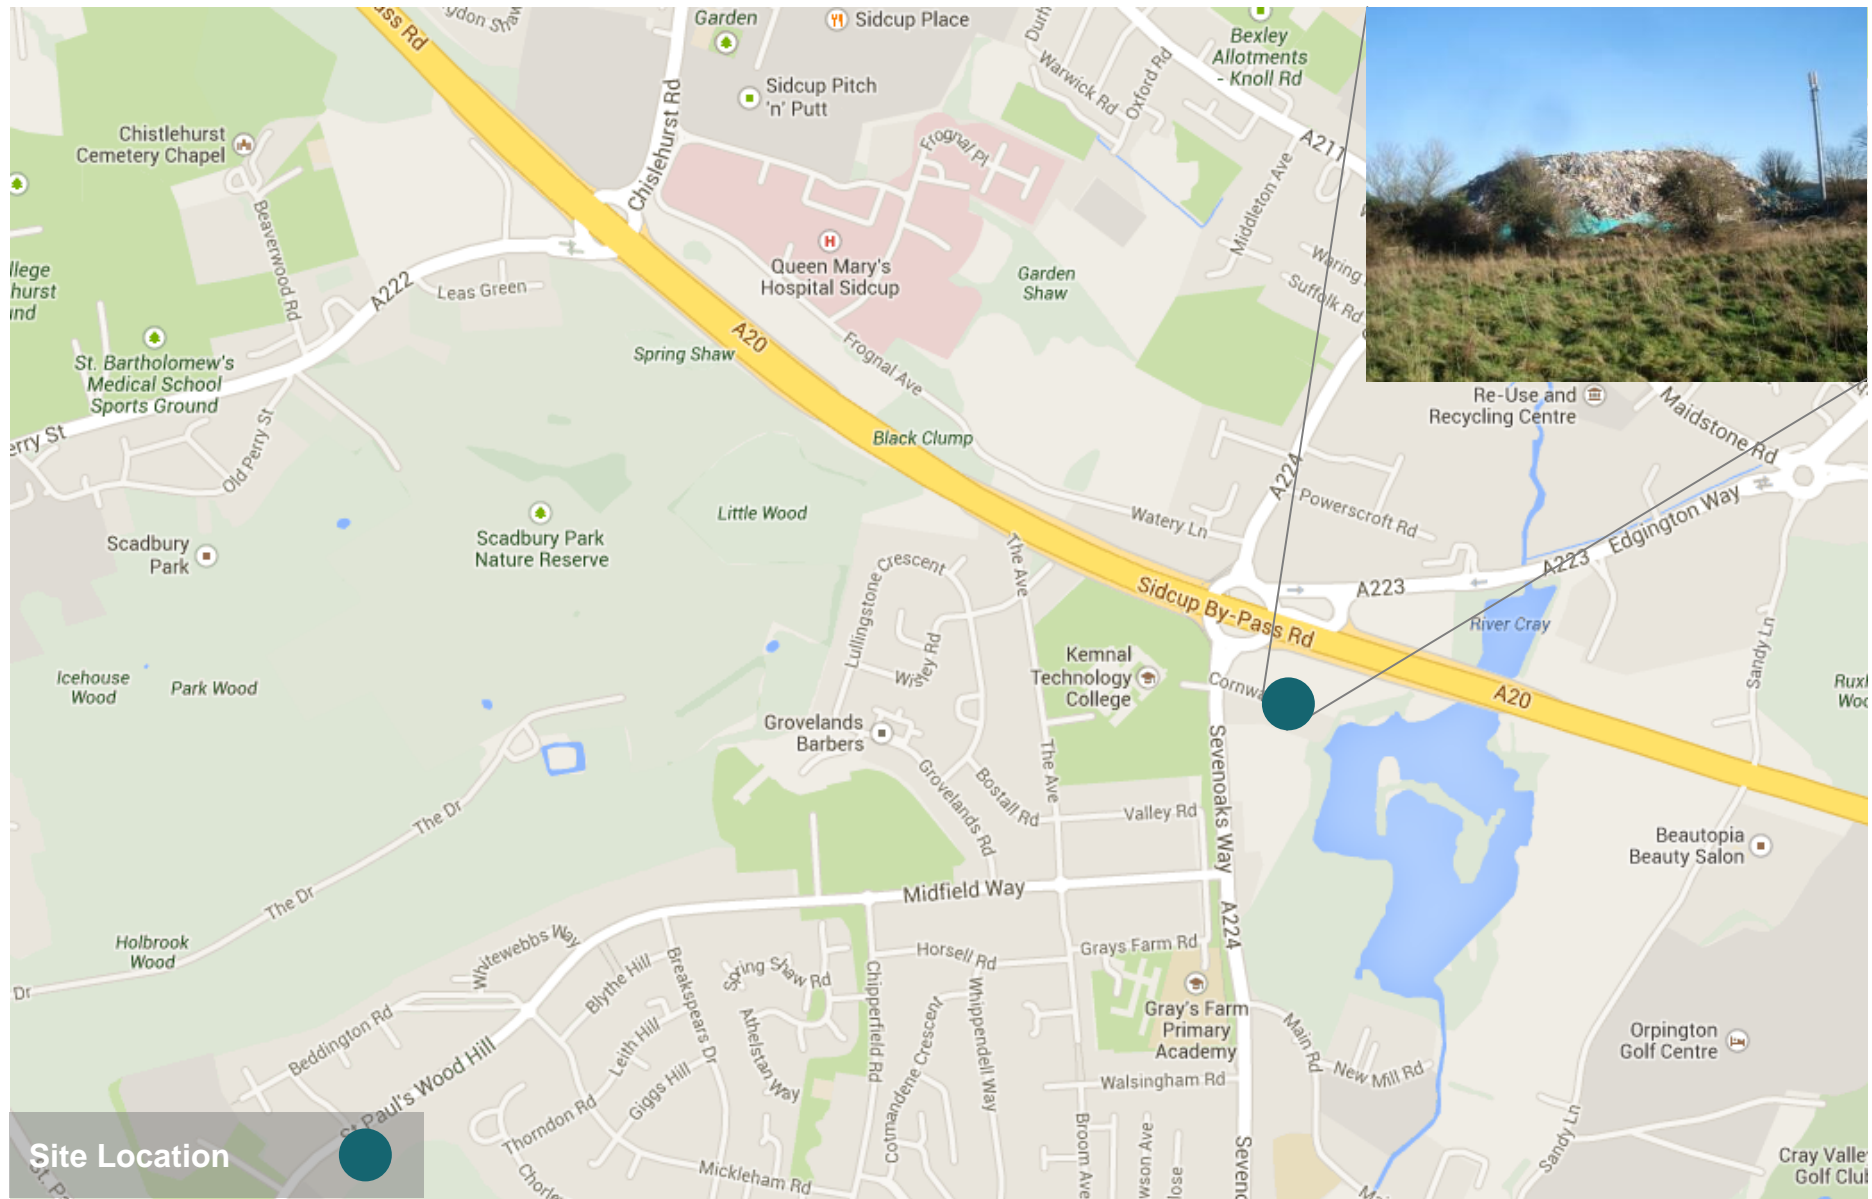 Garden
Sidcup Place
Bexley
Allotments
- Knoll Rd
Sidcup Pitch
'n' Putt
Warwick Rd
Oxford Rd
A211
Chislehurst Rd
Chistlehurst
Cemetery Chapel
Frognal Pl
Middleton Ave
Beaverwood Rd
Queen Mary's
Hospital Sidcup
Garden
Shaw
Waring
Suffolk Rd
A222
Leas Green
A20
Spring Shaw
Frognal Ave
St. Bartholomew's
Medical School
Sports Ground
Re-Use and
Recycling Centre
Maidstone Rd
Old Perry St
Black Clump
A224
Powerscroft Rd
Edgington Way
Little Wood
Watery Ln
Scadbury
Park
Scadbury Park
Nature Reserve
The Ave
Lullingstone Crescent
A223
A223
Sidcup By-Pass Rd
River Cray
Sandy Ln
Wisley Rd
Kemnal
Technology
College
Icehouse
Wood
Park Wood
A20
Grovelands
Barbers
Sevenoaks Way
The Ave
Grovelands Rd
Bostall Rd
Valley Rd
The Dr
Beautopia
Beauty Salon
Midfield Way
The Dr
A224
Holbrook
Wood
Whitewebbs Way
Blythe Hill
Breakspears Dr
Spring Shaw Rd
Horsell Rd
Grays Farm Rd
Dr
Chipperfield Rd
Whippendell Way
Gray's Farm
Primary
Academy
Athelstan Way
Cotmandene Crescent
Main Rd
Orpington
Golf Centre
Beddington Rd
Leith Hill
Giggs Hill
New Mill Rd
Walsingham Rd
St Paul's Wood Hill
Thorndon Rd
Broom Ave
Sandy Ln
Site Location
Mickleham Rd
Cray Valle
Golf Clu